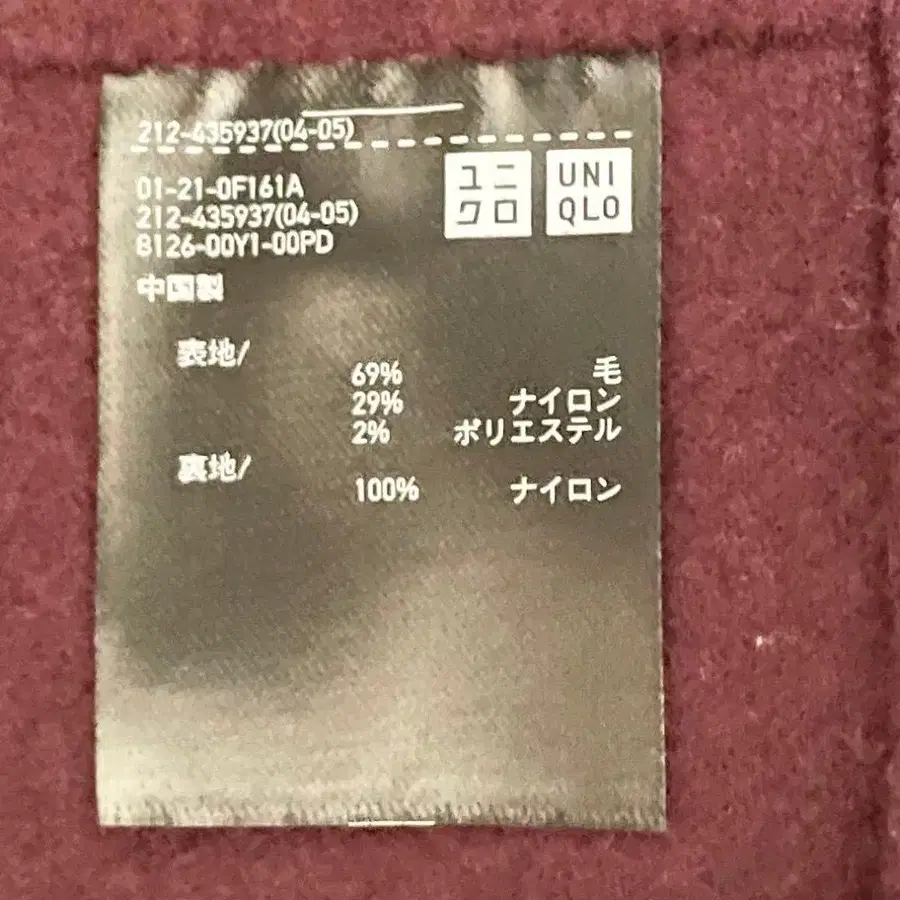 212-435937(04-05)
01-21-0F161A
212-435937(04-05)
8126-00Y1-00PD
ユニ
クロ
UNI
QLO
中国製
表地/
69% 毛
29% ナイロン
2% ポリエステル
裏地/
100% ナイロン